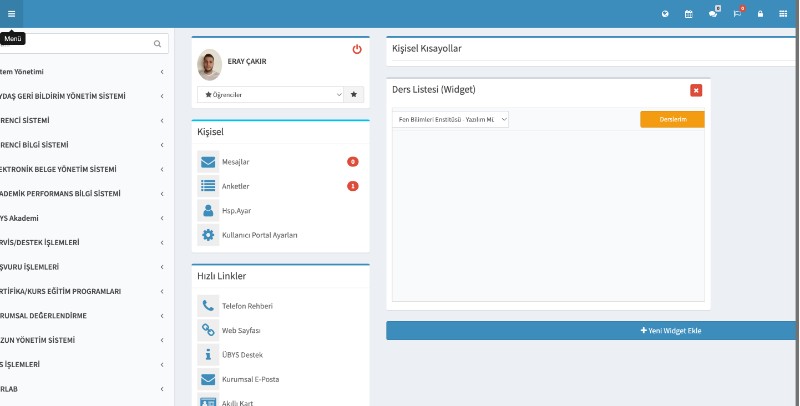 Menü
tem Yönetimi
YDAŞ GERİ BİLDİRİM YÖNETİM SİSTEMİ
RENCİ SİSTEMİ
RENCİ BİLGİ SİSTEMİ
EKTRONİK BELGE YÖNETİM SİSTEMİ
ADEMİK PERFORMANS BİLGİ SİSTEMİ
YS Akademi
RVİS/DESTEK İŞLEMLERİ
ŞVURU İŞLEMLERİ
RTİFİKA/KURS EĞİTİM PROGRAMLARI
RUMSAL DEĞERLENDİRME
ZUN YÖNETİM SİSTEMİ
S İŞLEMLERİ
RLAB
ERAY ÇAKIR
Öğrenciler
Kişisel
Mesajlar 0
Anketler 1
Hsp.Ayar
Kullanıcı Portal Ayarları
Hızlı Linkler
Telefon Rehberi
Web Sayfası
ÜBYS Destek
Kurumsal E-Posta
Akıllı Kart
Kişisel Kısayollar
Ders Listesi (Widget)
Fen Bilimleri Enstitüsü - Yazılım Mü
Derslerim
Yeni Widget Ekle